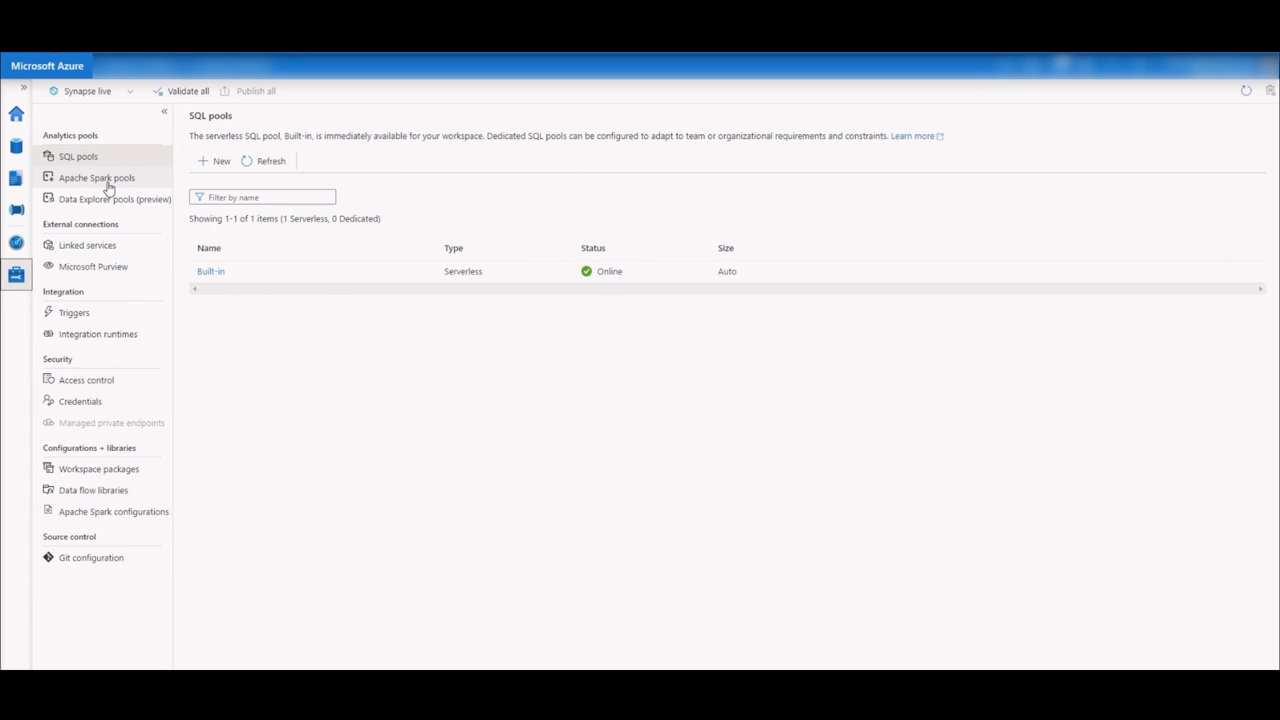 Microsoft Azure
Synapse live
Validate all
Publish all
Analytics pools
SQL pools
Apache Spark pools
Data Explorer pools (preview)
External connections
Linked services
Microsoft Purview
Integration
Triggers
Integration runtimes
Security
Access control
Credentials
Managed private endpoints
Configurations + libraries
Workspace packages
Data flow libraries
Apache Spark configurations
Source control
Git configuration
SQL pools
The serverless SQL pool, Built-in, is immediately available for your workspace. Dedicated SQL pools can be configured to adapt to team or organizational requirements and constraints. Learn more
New Refresh
Filter by name
Showing 1-1 of 1 items (1 Serverless, 0 Dedicated)
Name Type Status Size
Built-in Serverless Online Auto